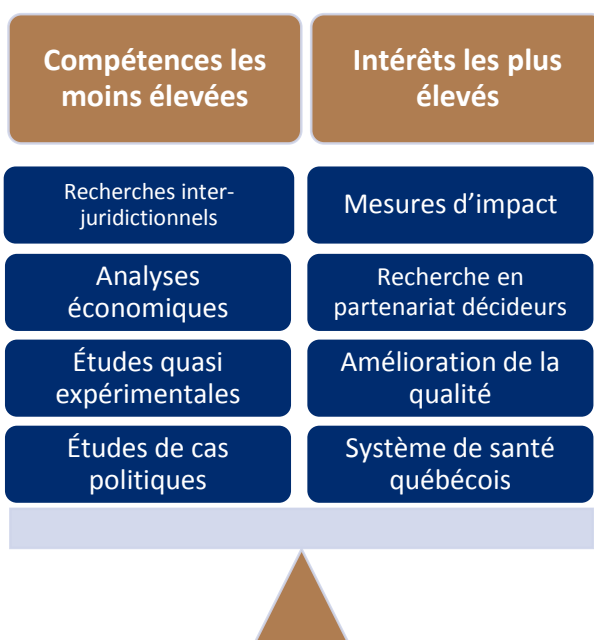 Compétences les
moins élevées
Intérêts les plus
élevés
Recherches inter-
juridictionnels
Mesures d'impact
Analyses
économiques
Recherche en
partenariat décideurs
Études quasi
expérimentales
Amélioration de la
qualité
Études de cas
politiques
Système de santé
québécois